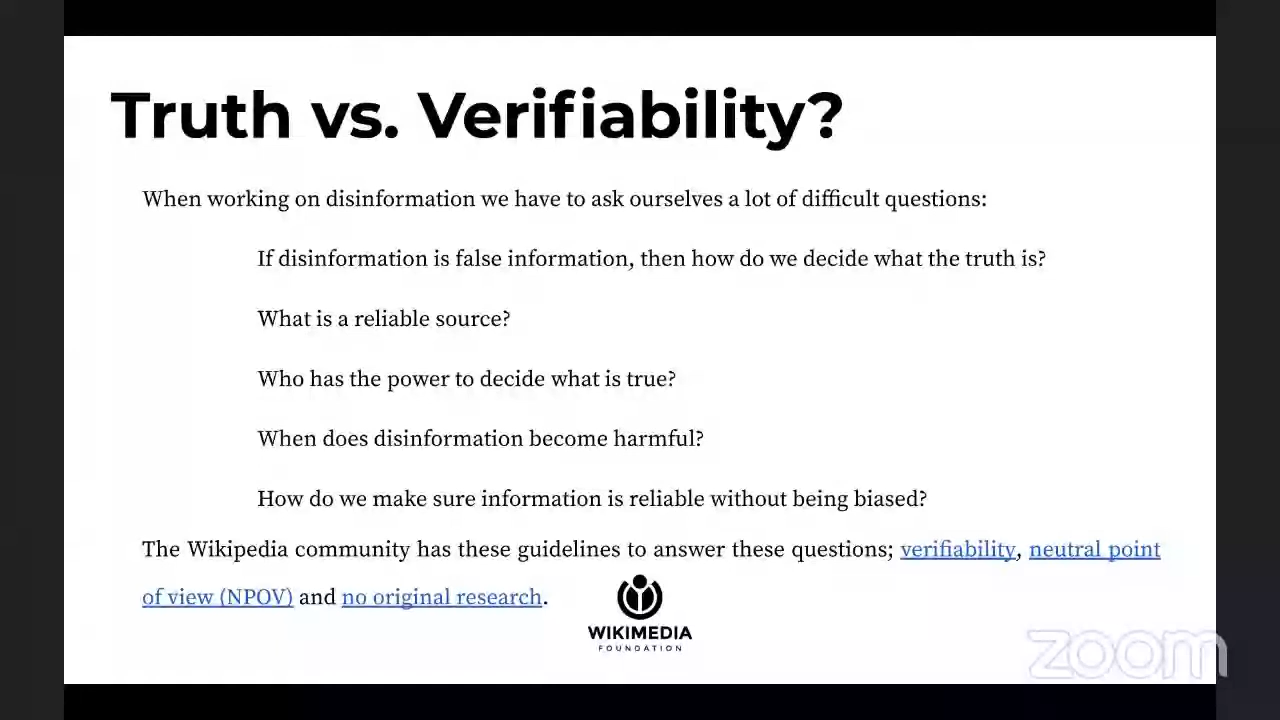 Truth vs. Verifiability?
When working on disinformation we have to ask ourselves a lot of difficult questions:
If disinformation is false information, then how do we decide what the truth is?
What is a reliable source?
Who has the power to decide what is true?
When does disinformation become harmful?
How do we make sure information is reliable without being biased?
The Wikipedia community has these guidelines to answer these questions; verifiability, neutral point
of view (NPOV) and no original research.
WIKIMEDIA
FOUNDATION
zoom